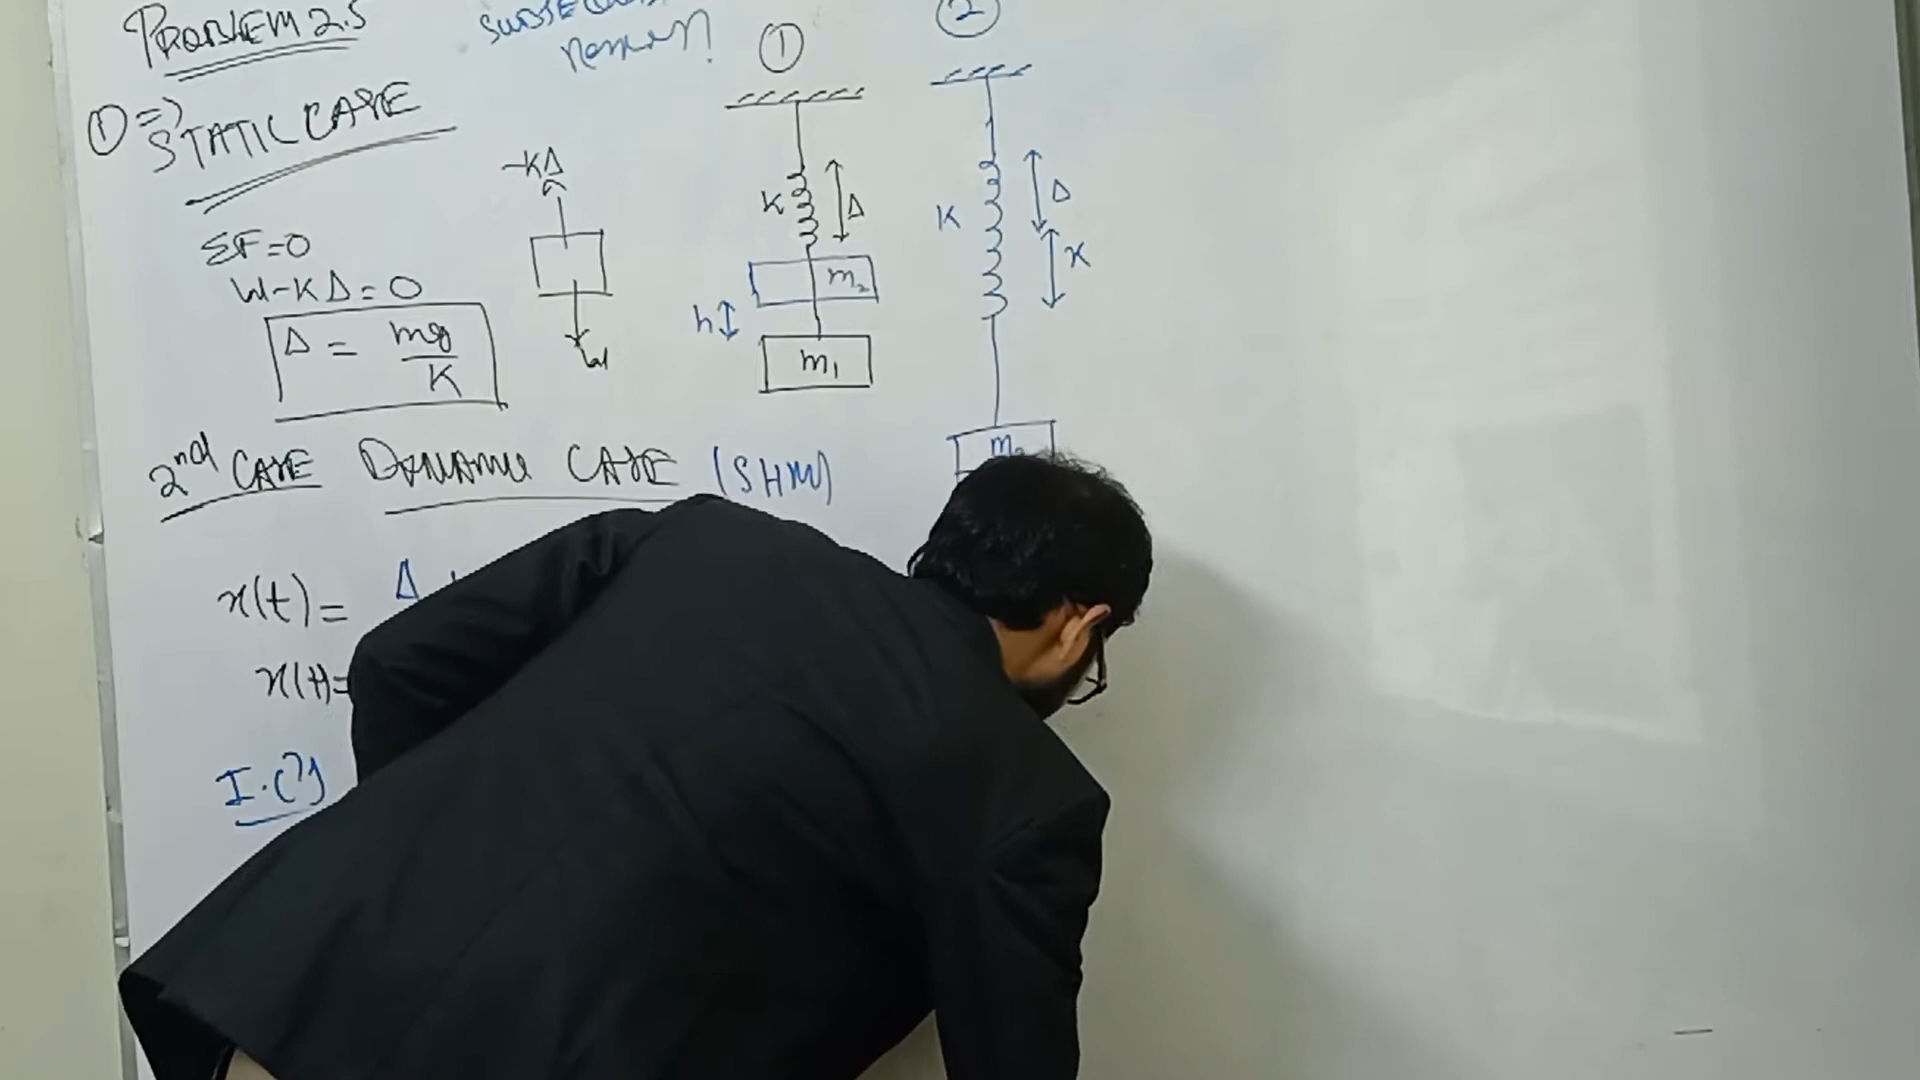 PROBLEM 2.5
① =>
STATIC CASE
ΣF=0
W-KΔ=0
Δ = mg/K
-KΔ
W
①
K
Δ
m₂
h
m₁
②
K
Δ
x
2nd CASE DYNAMIC CASE (SHM)
x(t)= Δ
x(t)=